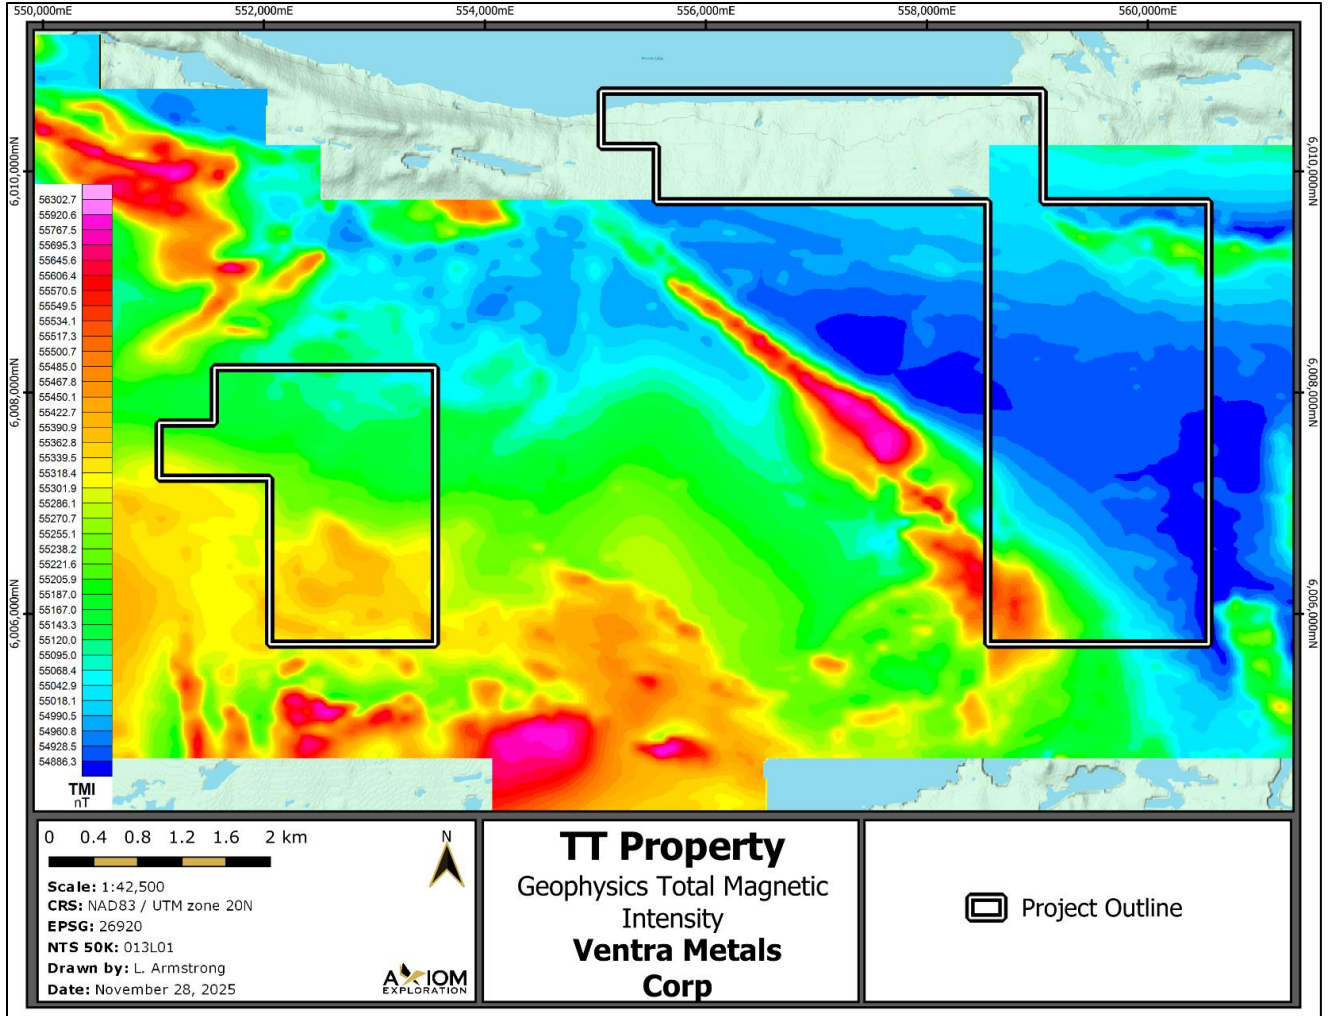 550,000mE 552,000mE 554,000mE 556,000mE 558,000mE 560,000mE
6,010,000mN
6,008,000mN
6,006,000mN
6,010,000mN
6,008,000mN
6,006,000mN
56302.7
55920.6
55767.5
55695.3
55645.6
55606.4
55570.5
55549.5
55534.1
55517.3
55500.7
55485.0
55467.8
55450.1
55422.7
55390.9
55362.8
55339.5
55318.4
55301.9
55286.1
55270.7
55255.1
55238.2
55221.6
55205.9
55187.0
55167.0
55143.3
55120.0
55095.0
55068.4
55042.9
55018.1
54990.5
54960.8
54928.5
54886.3
TMI
nT
0 0.4 0.8 1.2 1.6 2 km
N
Scale: 1:42,500
CRS: NAD83 / UTM zone 20N
EPSG: 26920
NTS 50K: 013L01
Drawn by: L. Armstrong
Date: November 28, 2025
AXIOM
EXPLORATION
TT Property
Geophysics Total Magnetic
Intensity
Ventra Metals
Corp
Project Outline